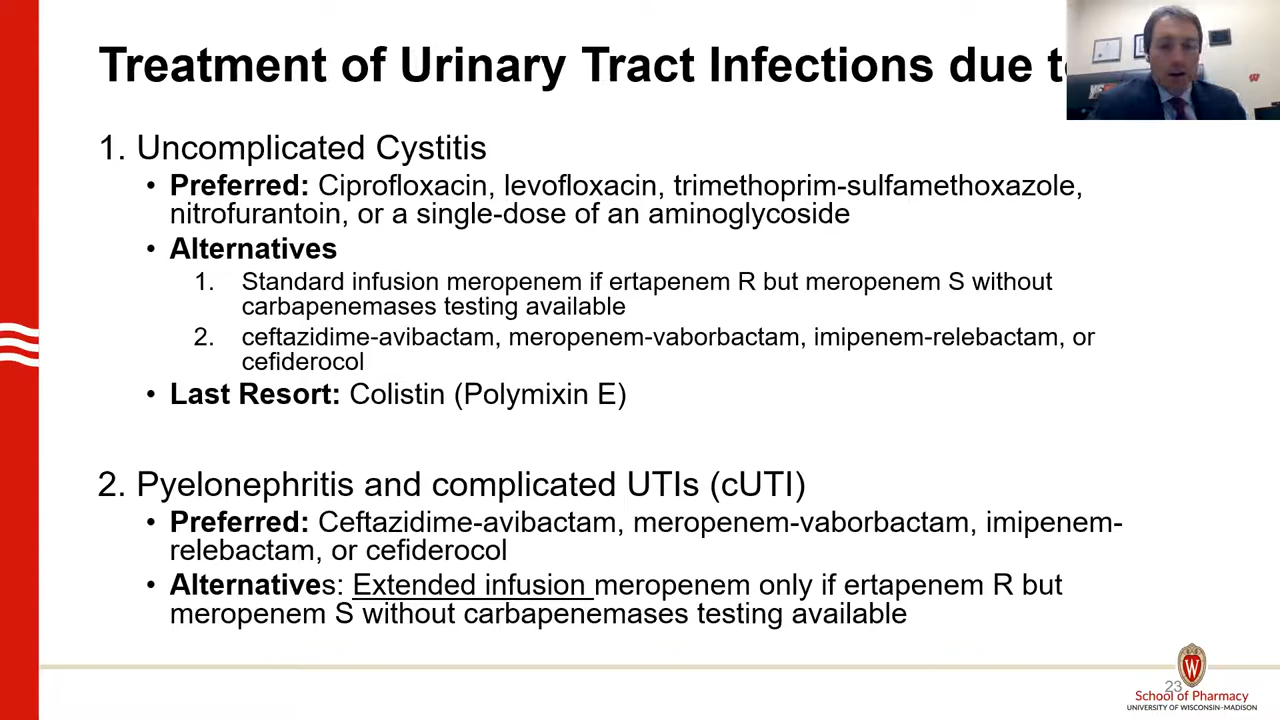 Treatment of Urinary Tract Infections due
1. Uncomplicated Cystitis
• Preferred: Ciprofloxacin, levofloxacin, trimethoprim-sulfamethoxazole,
nitrofurantoin, or a single-dose of an aminoglycoside
• Alternatives
1. Standard infusion meropenem if ertapenem R but meropenem S without
carbapenemases testing available
2. ceftazidime-avibactam, meropenem-vaborbactam, imipenem-relebactam, or
cefiderocol
• Last Resort: Colistin (Polymixin E)
2. Pyelonephritis and complicated UTIs (cUTI)
• Preferred: Ceftazidime-avibactam, meropenem-vaborbactam, imipenem-
relebactam, or cefiderocol
• Alternatives: Extended infusion meropenem only if ertapenem R but
meropenem S without carbapenemases testing available
W
23
School of Pharmacy
UNIVERSITY OF WISCONSIN-MADISON